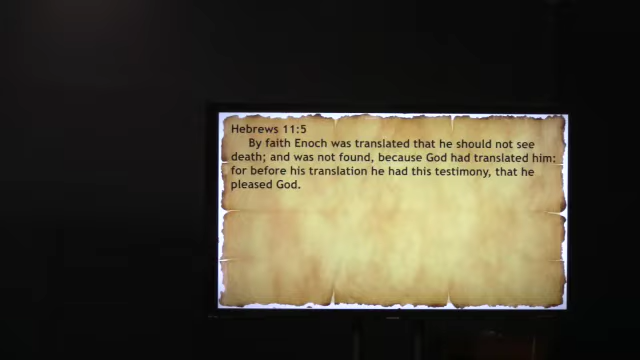 Hebrews 11:5
By faith Enoch was translated that he should not see
death; and was not found, because God had translated him:
for before his translation he had this testimony, that he
pleased God.